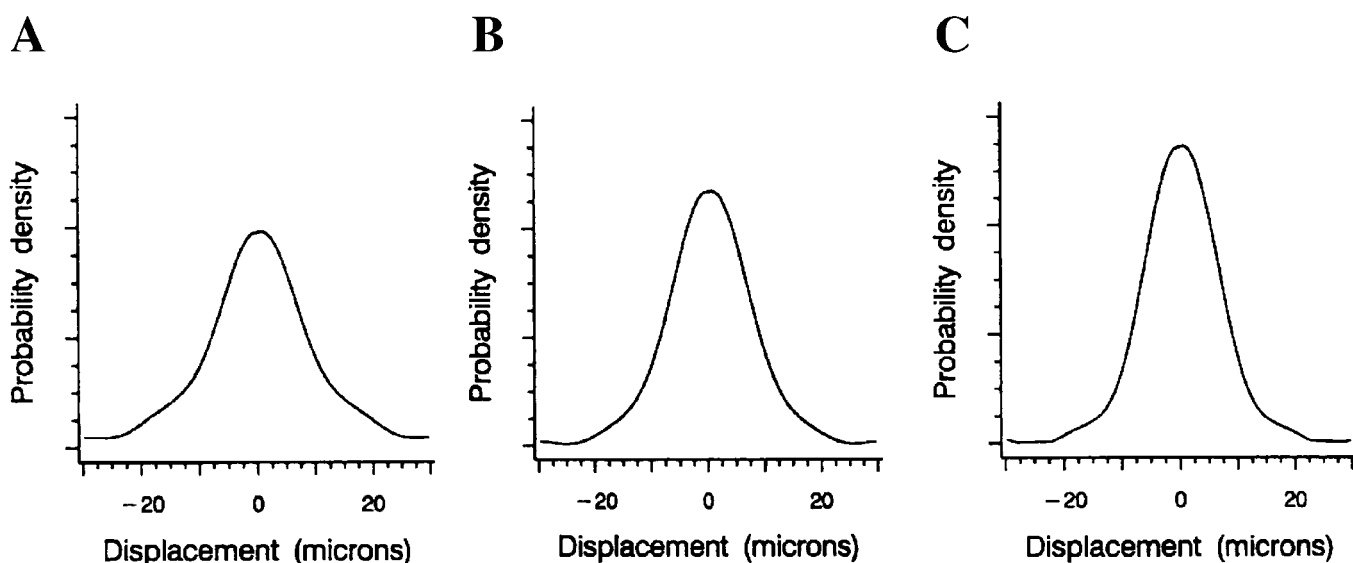 A
Probability density
−20 0 20
Displacement (microns)
B
Probability density
−20 0 20
Displacement (microns)
C
Probability density
−20 0 20
Displacement (microns)